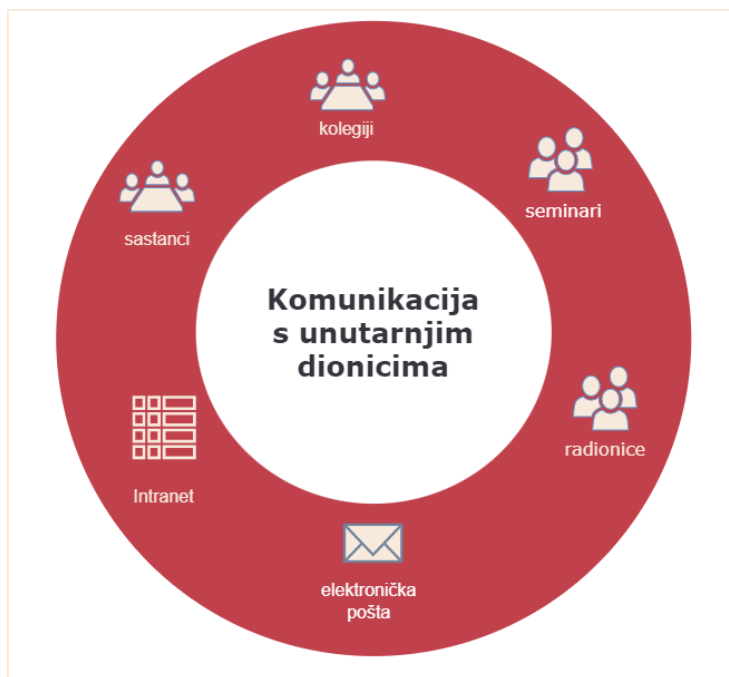 kolegiji
seminari
sastanci
Komunikacija
s unutarnjim
dionicima
radionice
Intranet
elektronička
pošta